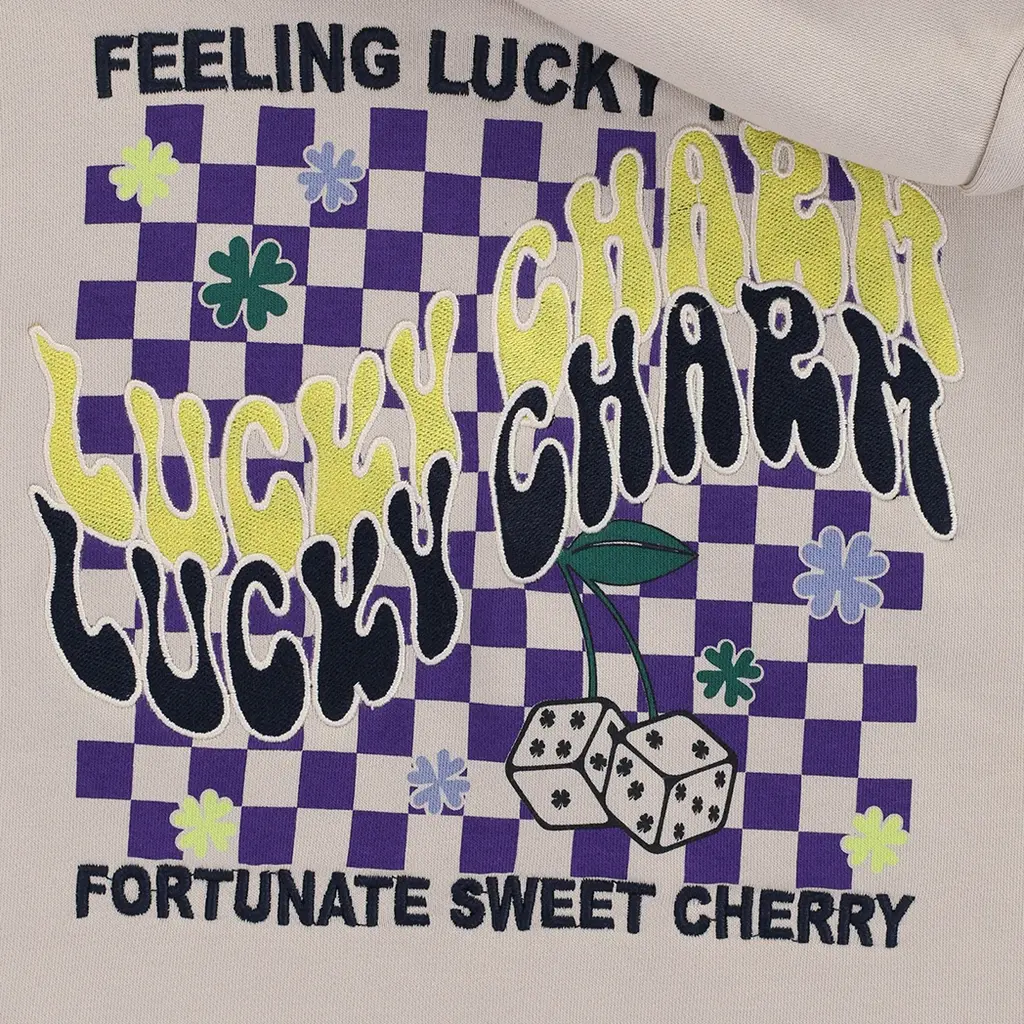 FEELING LUCKY
LUCKY CHARM
LUCKY CHARM
FORTUNATE SWEET CHERRY